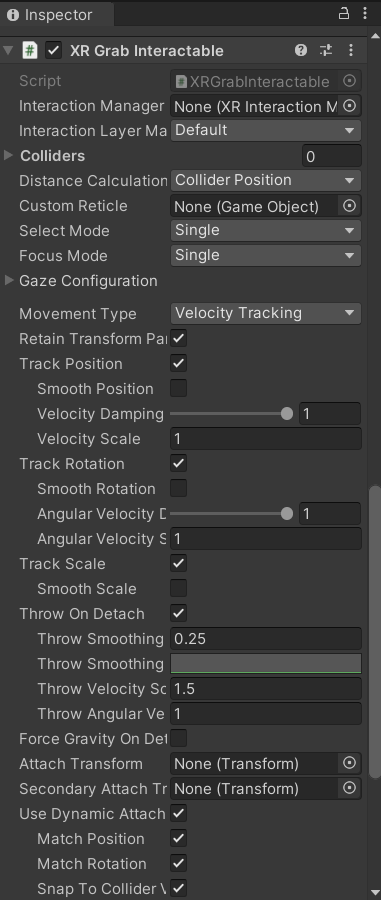 Inspector
XR Grab Interactable
Script XRGrabInteractable
Interaction Manager None (XR Interaction M
Interaction Layer Ma Default
Colliders 0
Distance Calculation Collider Position
Custom Reticle None (Game Object)
Select Mode Single
Focus Mode Single
Gaze Configuration
Movement Type Velocity Tracking
Retain Transform Par
Track Position
Smooth Position
Velocity Damping 1
Velocity Scale 1
Track Rotation
Smooth Rotation
Angular Velocity D 1
Angular Velocity S 1
Track Scale
Smooth Scale
Throw On Detach
Throw Smoothing 0.25
Throw Smoothing
Throw Velocity Sc 1.5
Throw Angular Ve 1
Force Gravity On Det
Attach Transform None (Transform)
Secondary Attach Tr None (Transform)
Use Dynamic Attach
Match Position
Match Rotation
Snap To Collider V